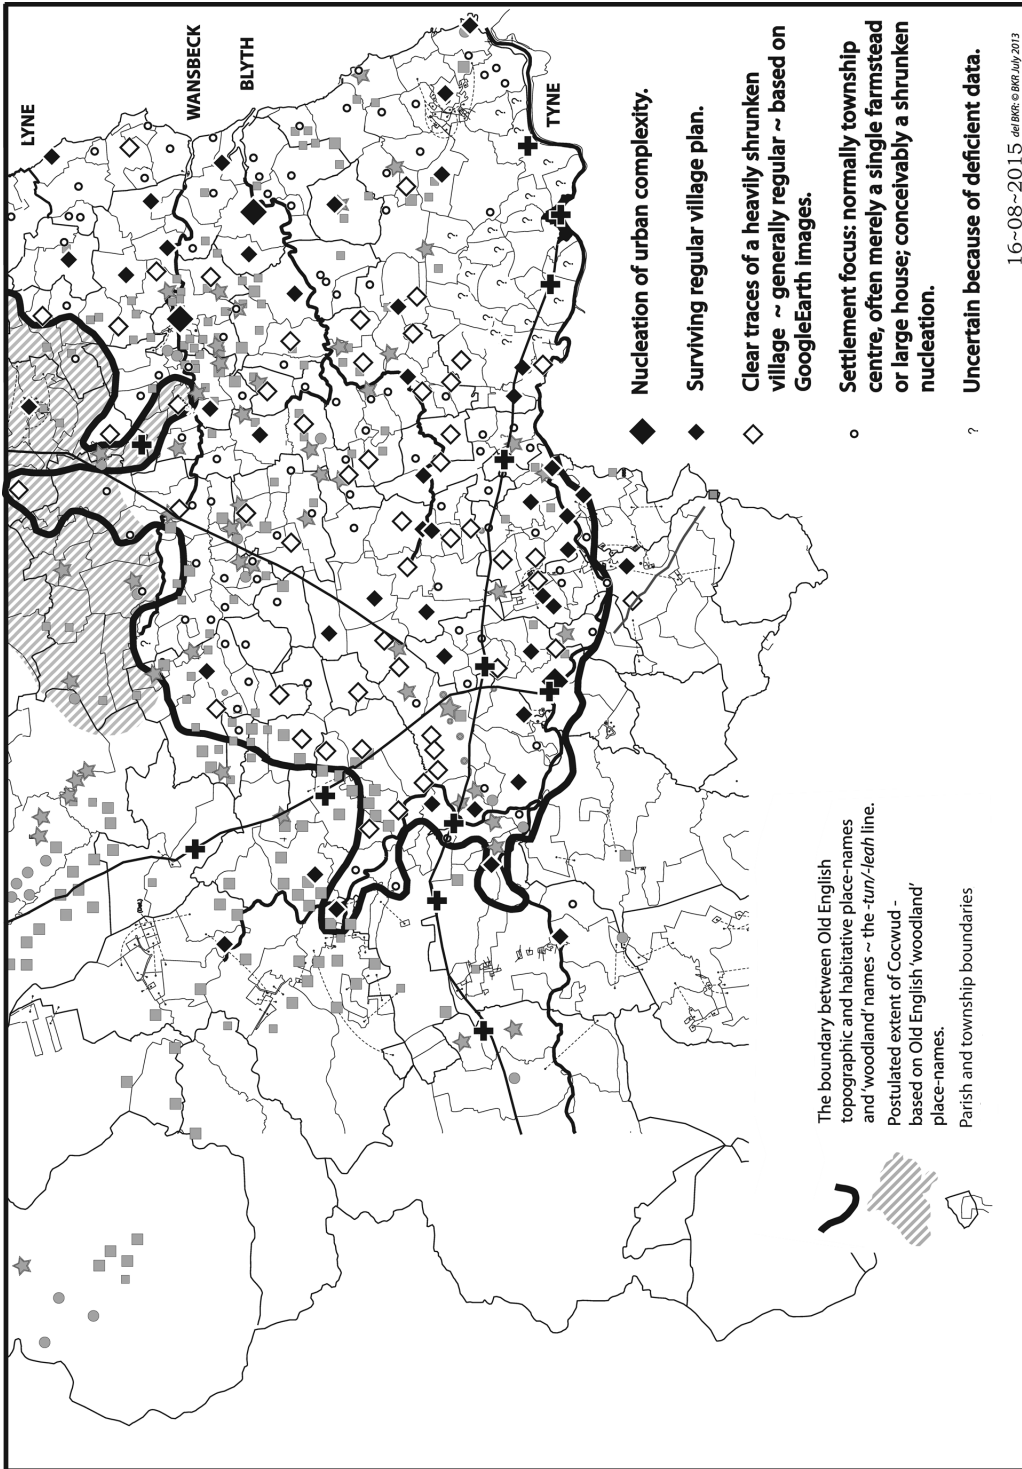 LYNE
WANSBECK
BLYTH
TYNE
Nucleation of urban complexity.
Surviving regular village plan.
Clear traces of a heavily shrunken
village ~ generally regular ~ based on
GoogleEarth images.
Settlement focus: normally township
centre, often merely a single farmstead
or large house; conceivably a shrunken
nucleation.
? Uncertain because of deficient data.
16~08~2015 del BKR: © BKR July 2013
The boundary between Old English
topographic and habitative place-names
and 'woodland' names ~ the -tun/-leah line.
Postulated extent of Cocwud -
based on Old English 'woodland'
place-names.
Parish and township boundaries